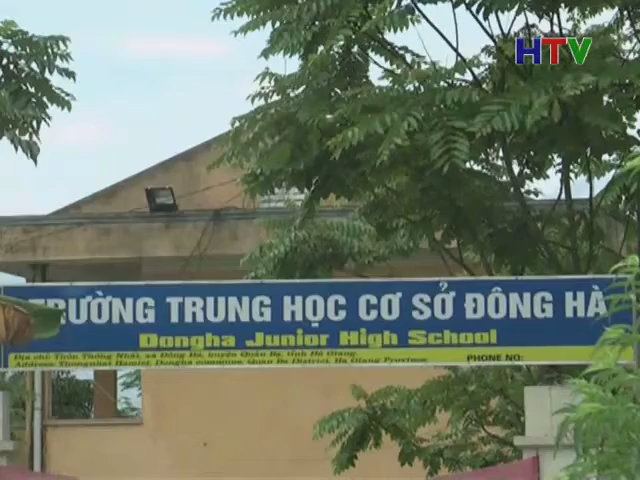 HTV
TRƯỜNG TRUNG HỌC CƠ SỞ ĐÔNG HÀ
Dongha Junior High School
Địa chỉ: Thôn Thống Nhất, xã Đông Hà, huyện Quản Bạ, tỉnh Hà Giang.
Address: Thongnhat Hamlet, Dongha commune, Quan Ba District, Ha Giang Province.
PHONE NO: